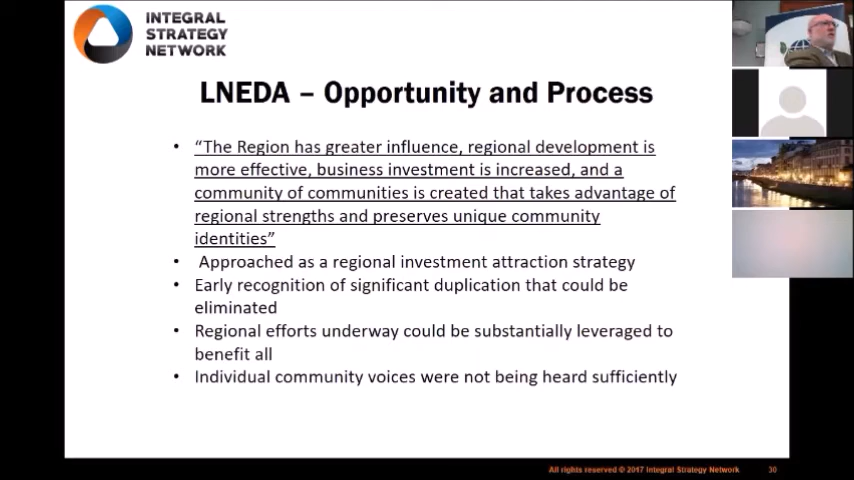 INTEGRAL
STRATEGY
NETWORK
LNEDA – Opportunity and Process
• “The Region has greater influence, regional development is
more effective, business investment is increased, and a
community of communities is created that takes advantage of
regional strengths and preserves unique community
identities”
• Approached as a regional investment attraction strategy
• Early recognition of significant duplication that could be
eliminated
• Regional efforts underway could be substantially leveraged to
benefit all
• Individual community voices were not being heard sufficiently
All rights reserved © 2017 Integral Strategy Network 30